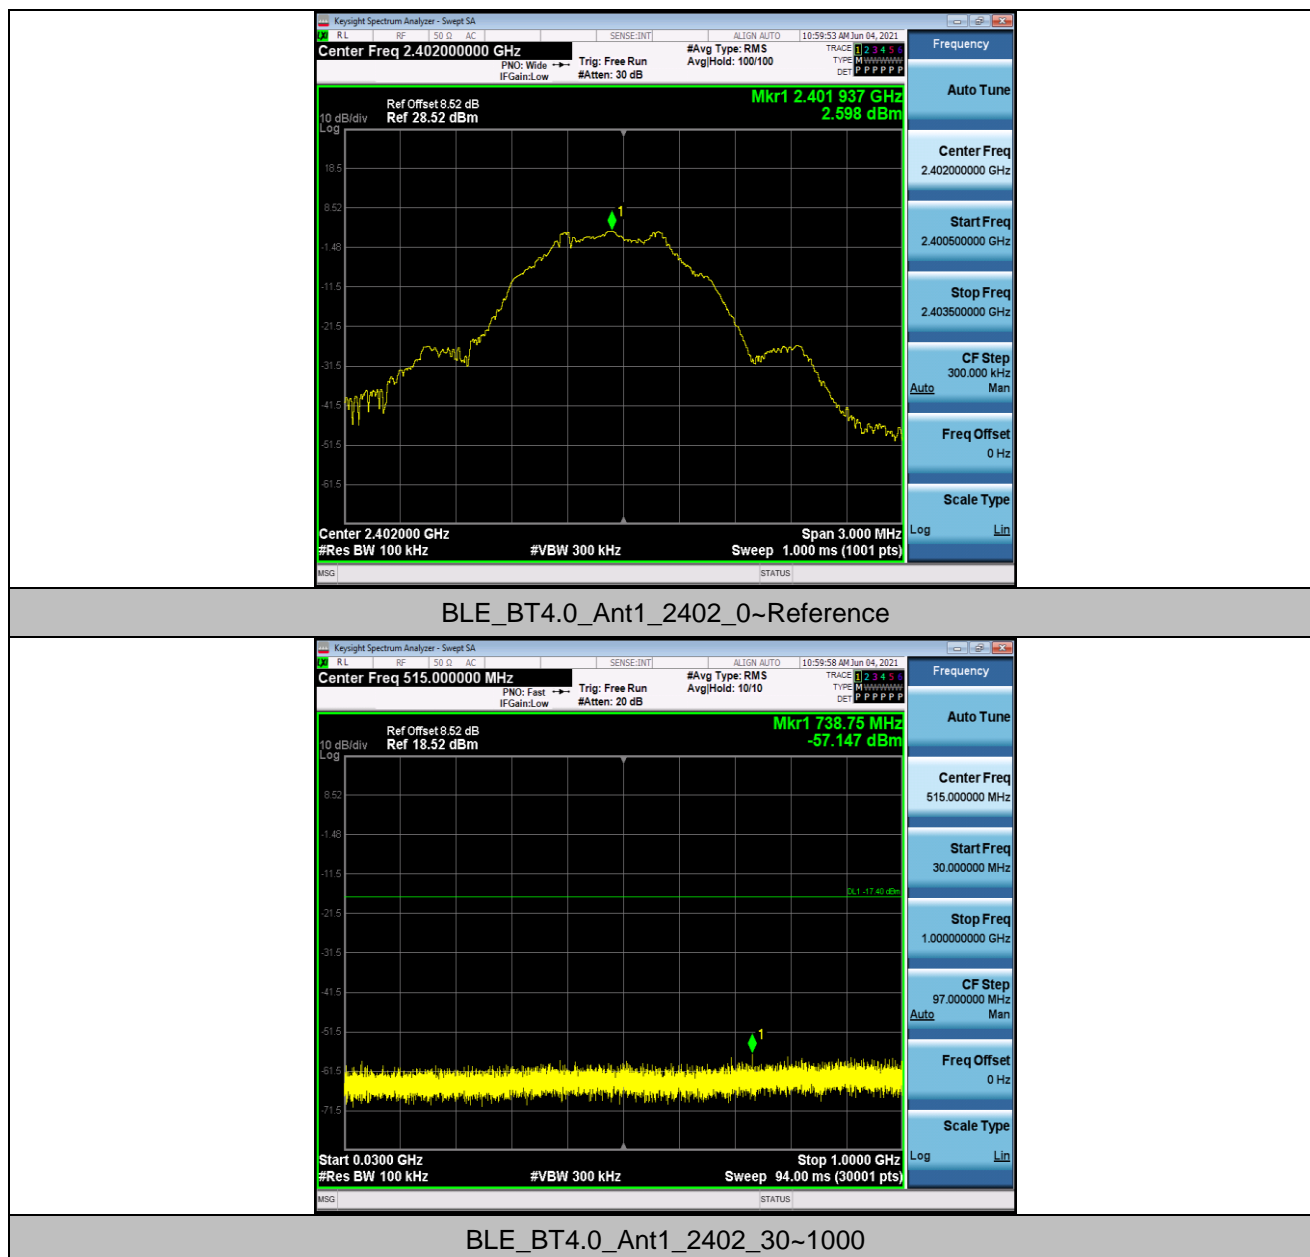 Keysight Spectrum Analyzer - Swept SA
LXI RL RF 50 Ω AC SENSE:INT ALIGN AUTO 10:59:53 AM Jun 04, 2021
Center Freq 2.402000000 GHz
PNO: Wide
IFGain:Low
Trig: Free Run
#Atten: 30 dB
#Avg Type: RMS
Avg|Hold: 100/100
TRACE 1 2 3 4 5 6
TYPE M WWWWW
DET P P P P P P
Frequency
Auto Tune
Center Freq
2.402000000 GHz
Start Freq
2.400500000 GHz
Stop Freq
2.403500000 GHz
CF Step
300.000 kHz
Auto Man
Freq Offset
0 Hz
Scale Type
Log Lin
Mkr1 2.401 937 GHz
2.598 dBm
Ref Offset 8.52 dB
10 dB/div Ref 28.52 dBm
Log
18.5
8.52
-1.48
-11.5
-21.5
-31.5
-41.5
-51.5
-61.5
1
Center 2.402000 GHz Span 3.000 MHz
#Res BW 100 kHz #VBW 300 kHz Sweep 1.000 ms (1001 pts)
MSG STATUS
BLE_BT4.0_Ant1_2402_0~Reference
Keysight Spectrum Analyzer - Swept SA
LXI RL RF 50 Ω AC SENSE:INT ALIGN AUTO 10:59:58 AM Jun 04, 2021
Center Freq 515.000000 MHz
PNO: Fast
IFGain:Low
Trig: Free Run
#Atten: 20 dB
#Avg Type: RMS
Avg|Hold: 10/10
TRACE 1 2 3 4 5 6
TYPE M WWWWW
DET P P P P P P
Frequency
Auto Tune
Center Freq
515.000000 MHz
Start Freq
30.000000 MHz
Stop Freq
1.000000000 GHz
CF Step
97.000000 MHz
Auto Man
Freq Offset
0 Hz
Scale Type
Log Lin
Mkr1 738.75 MHz
-57.147 dBm
Ref Offset 8.52 dB
10 dB/div Ref 18.52 dBm
Log
8.52
-1.48
-11.5
-21.5
-31.5
-41.5
-51.5
-61.5
-71.5
DL1 -17.40 dBm
1
Start 0.0300 GHz Stop 1.0000 GHz
#Res BW 100 kHz #VBW 300 kHz Sweep 94.00 ms (30001 pts)
MSG STATUS
BLE_BT4.0_Ant1_2402_30~1000